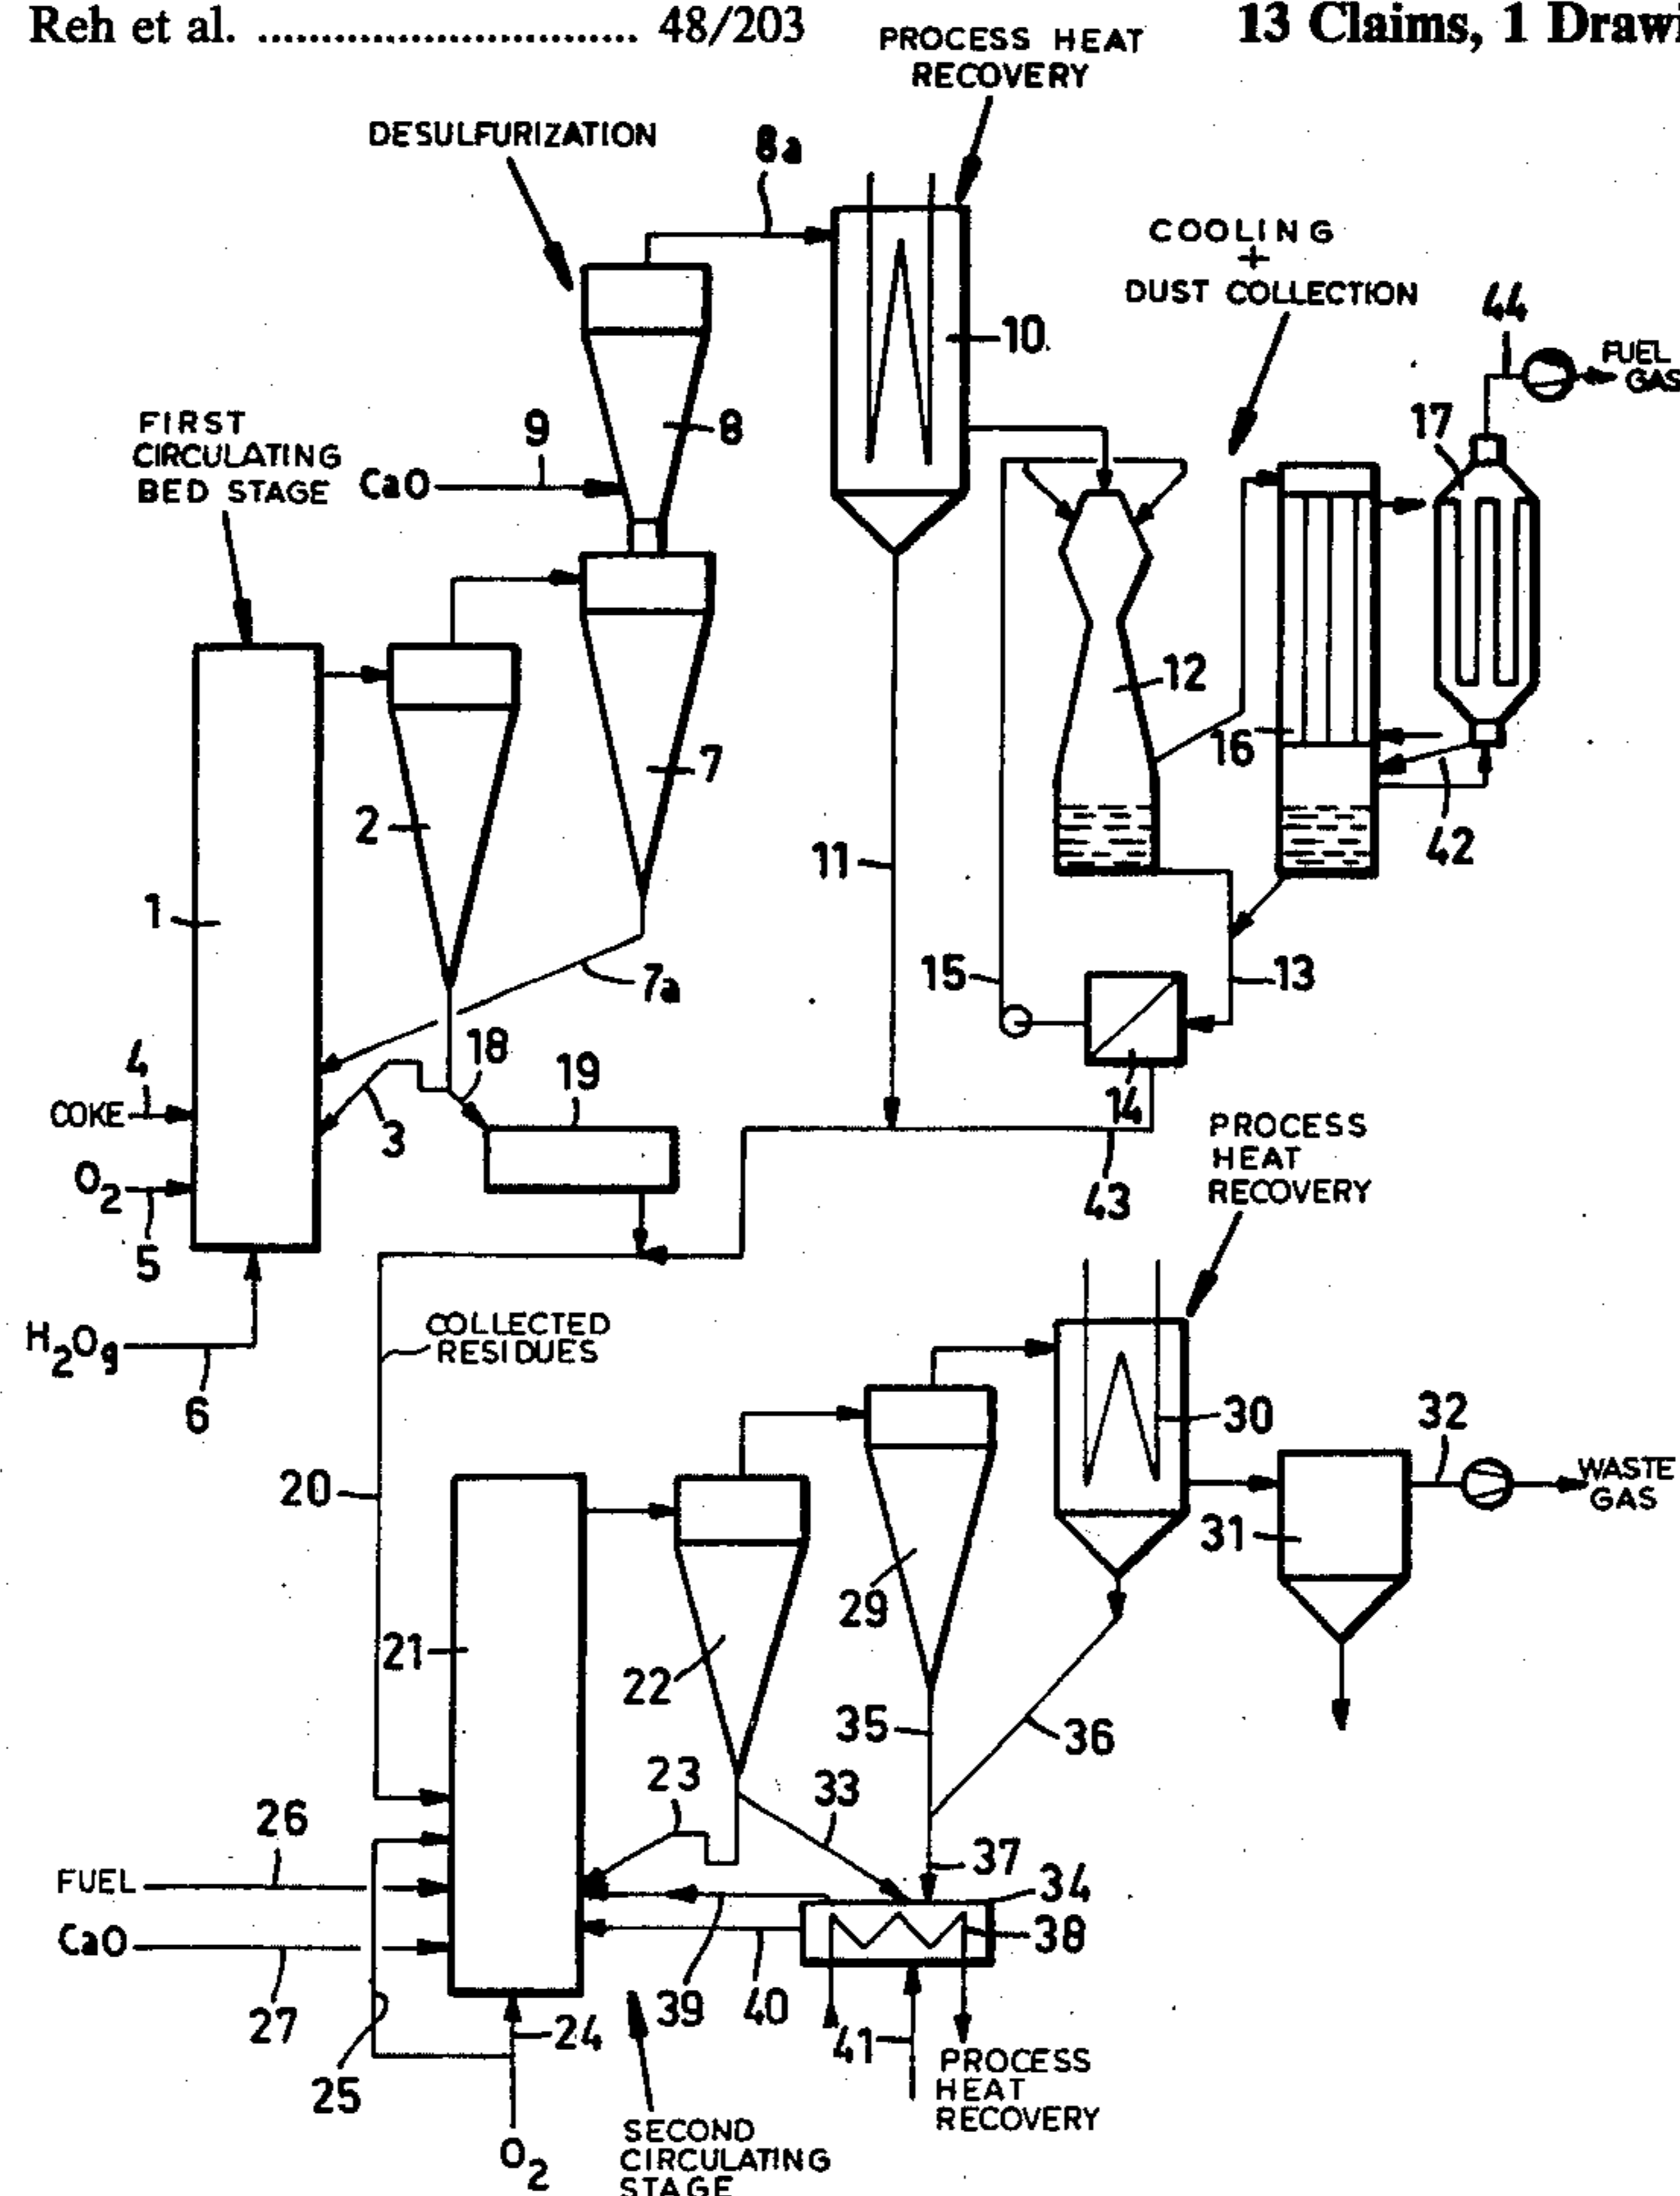 Reh et al. ............................. 48/203
13 Claims, 1 Drawi
PROCESS HEAT
RECOVERY
DESULFURIZATION
8a
COOLING
+
DUST COLLECTION
44
10
FUEL
GAS
17
FIRST
CIRCULATING
BED STAGE
9
8
CaO
12
7
16
2
42
11
1
15
13
7a
18
4
19
14
COKE
3
PROCESS
HEAT
RECOVERY
O2
43
5
H2Og
COLLECTED
RESIDUES
6
30
32
20
WASTE
GAS
31
29
21
22
35
36
23
33
26
37
FUEL
34
CaO
38
39
40
27
24
41
25
PROCESS
HEAT
RECOVERY
SECOND
CIRCULATING
STAGE
O2